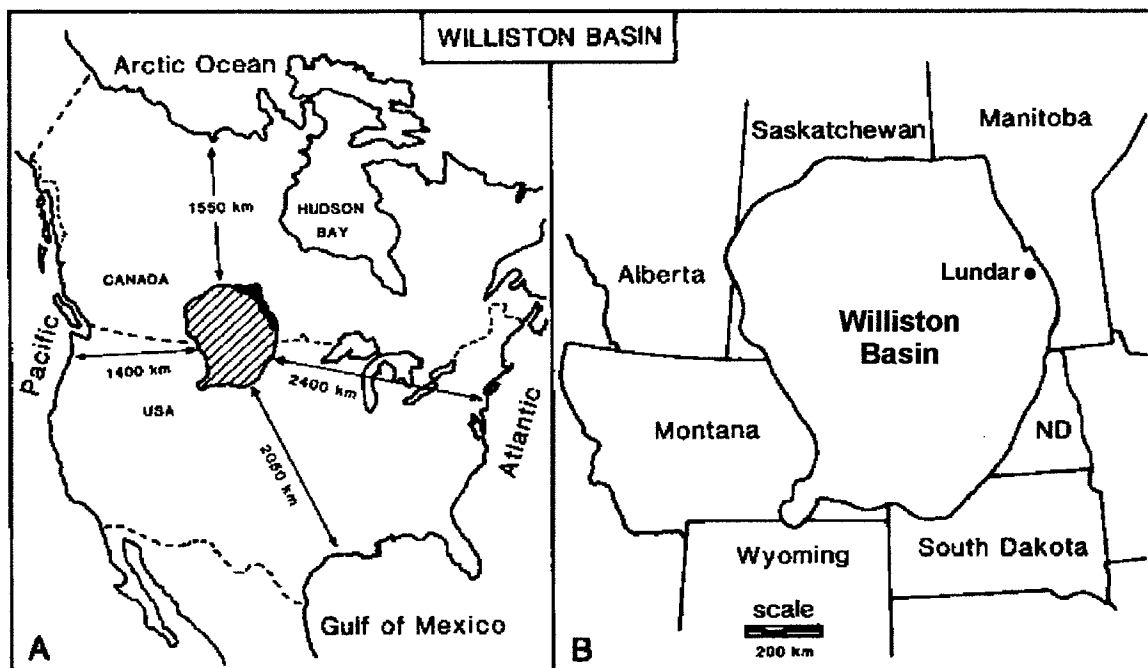 WILLISTON BASIN
Arctic Ocean
1550 km
HUDSON
BAY
CANADA
Pacific
1400 km
2400 km
USA
2050 km
Atlantic
Gulf of Mexico
A
Saskatchewan
Manitoba
Alberta
Lundar
Williston
Basin
Montana
ND
Wyoming
South Dakota
scale
200 km
B